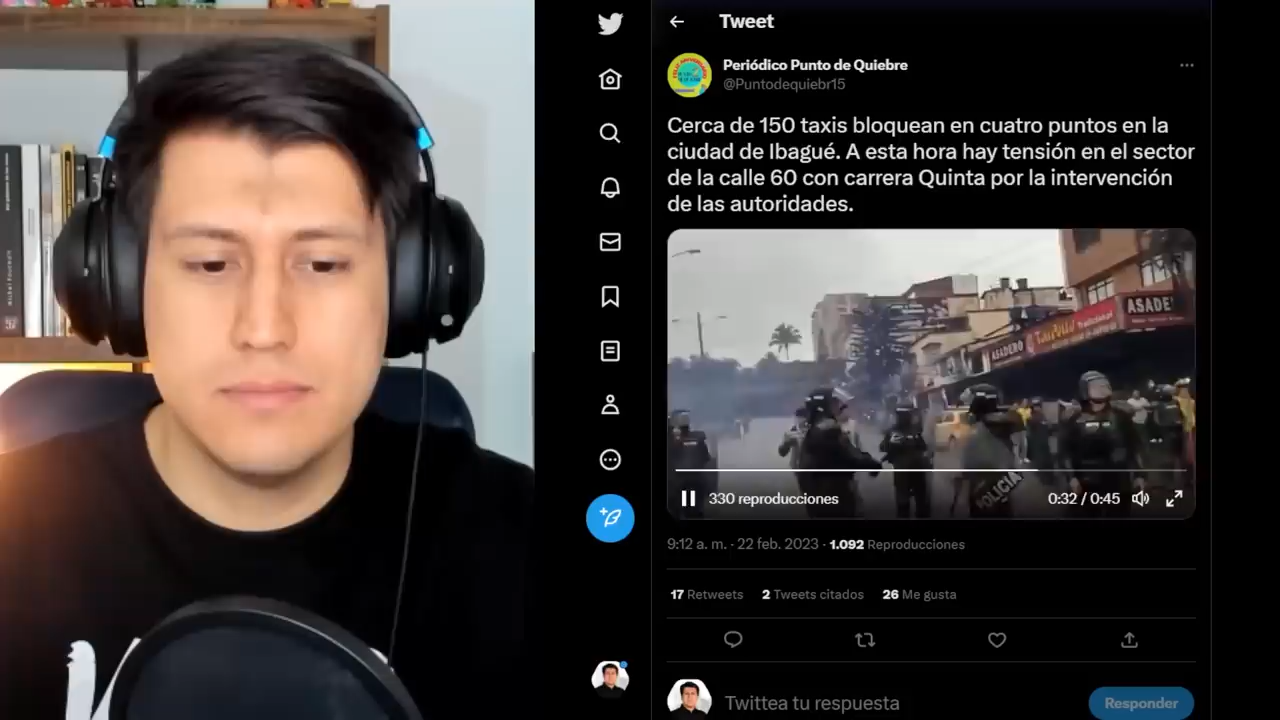 Tweet
Periódico Punto de Quiebre
@Puntodequiebr15
Cerca de 150 taxis bloquean en cuatro puntos en la
ciudad de Ibagué. A esta hora hay tensión en el sector
de la calle 60 con carrera Quinta por la intervención
de las autoridades.
ASADE
ASADERO
Tradicional
POLICIA
330 reproducciones
0:32 / 0:45
9:12 a. m. · 22 feb. 2023 · 1.092 Reproducciones
17 Retweets 2 Tweets citados 26 Me gusta
Twittea tu respuesta
Responder